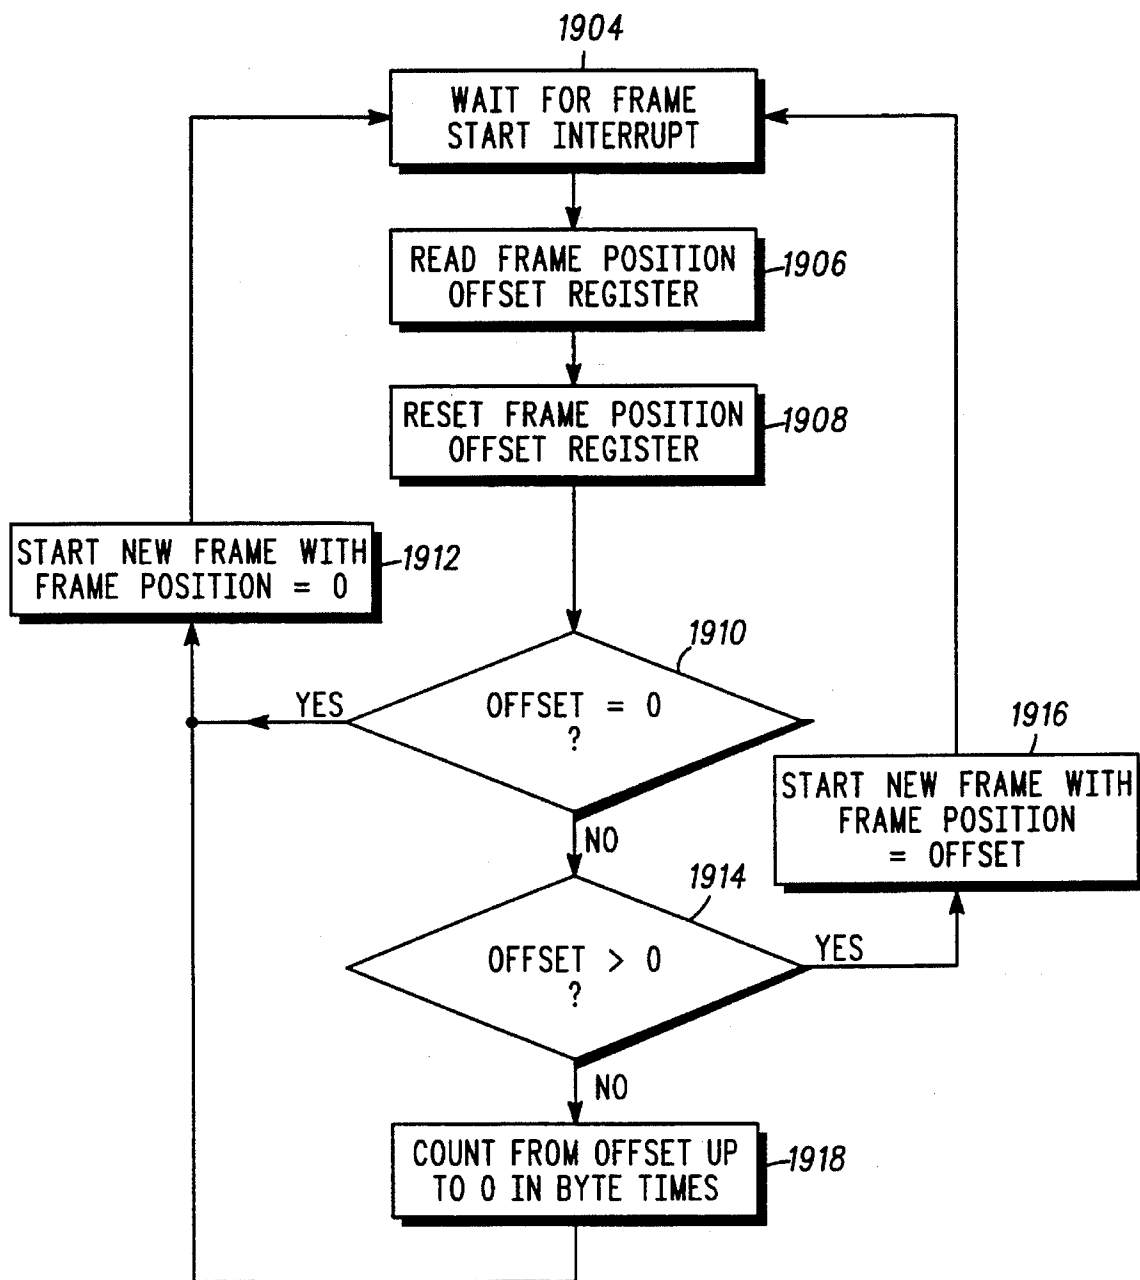 1904
WAIT FOR FRAME
START INTERRUPT
READ FRAME POSITION
OFFSET REGISTER
1906
RESET FRAME POSITION
OFFSET REGISTER
1908
START NEW FRAME WITH
FRAME POSITION = 0
1912
1910
OFFSET = 0
?
YES
NO
1916
START NEW FRAME WITH
FRAME POSITION
= OFFSET
1914
OFFSET > 0
?
YES
NO
COUNT FROM OFFSET UP
TO 0 IN BYTE TIMES
1918